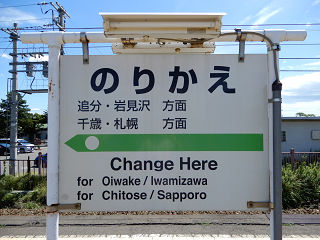 のりかえ
追分・岩見沢 方面
千歳・札幌 方面
Change Here
for Oiwake/Iwamizawa
for Chitose/Sapporo